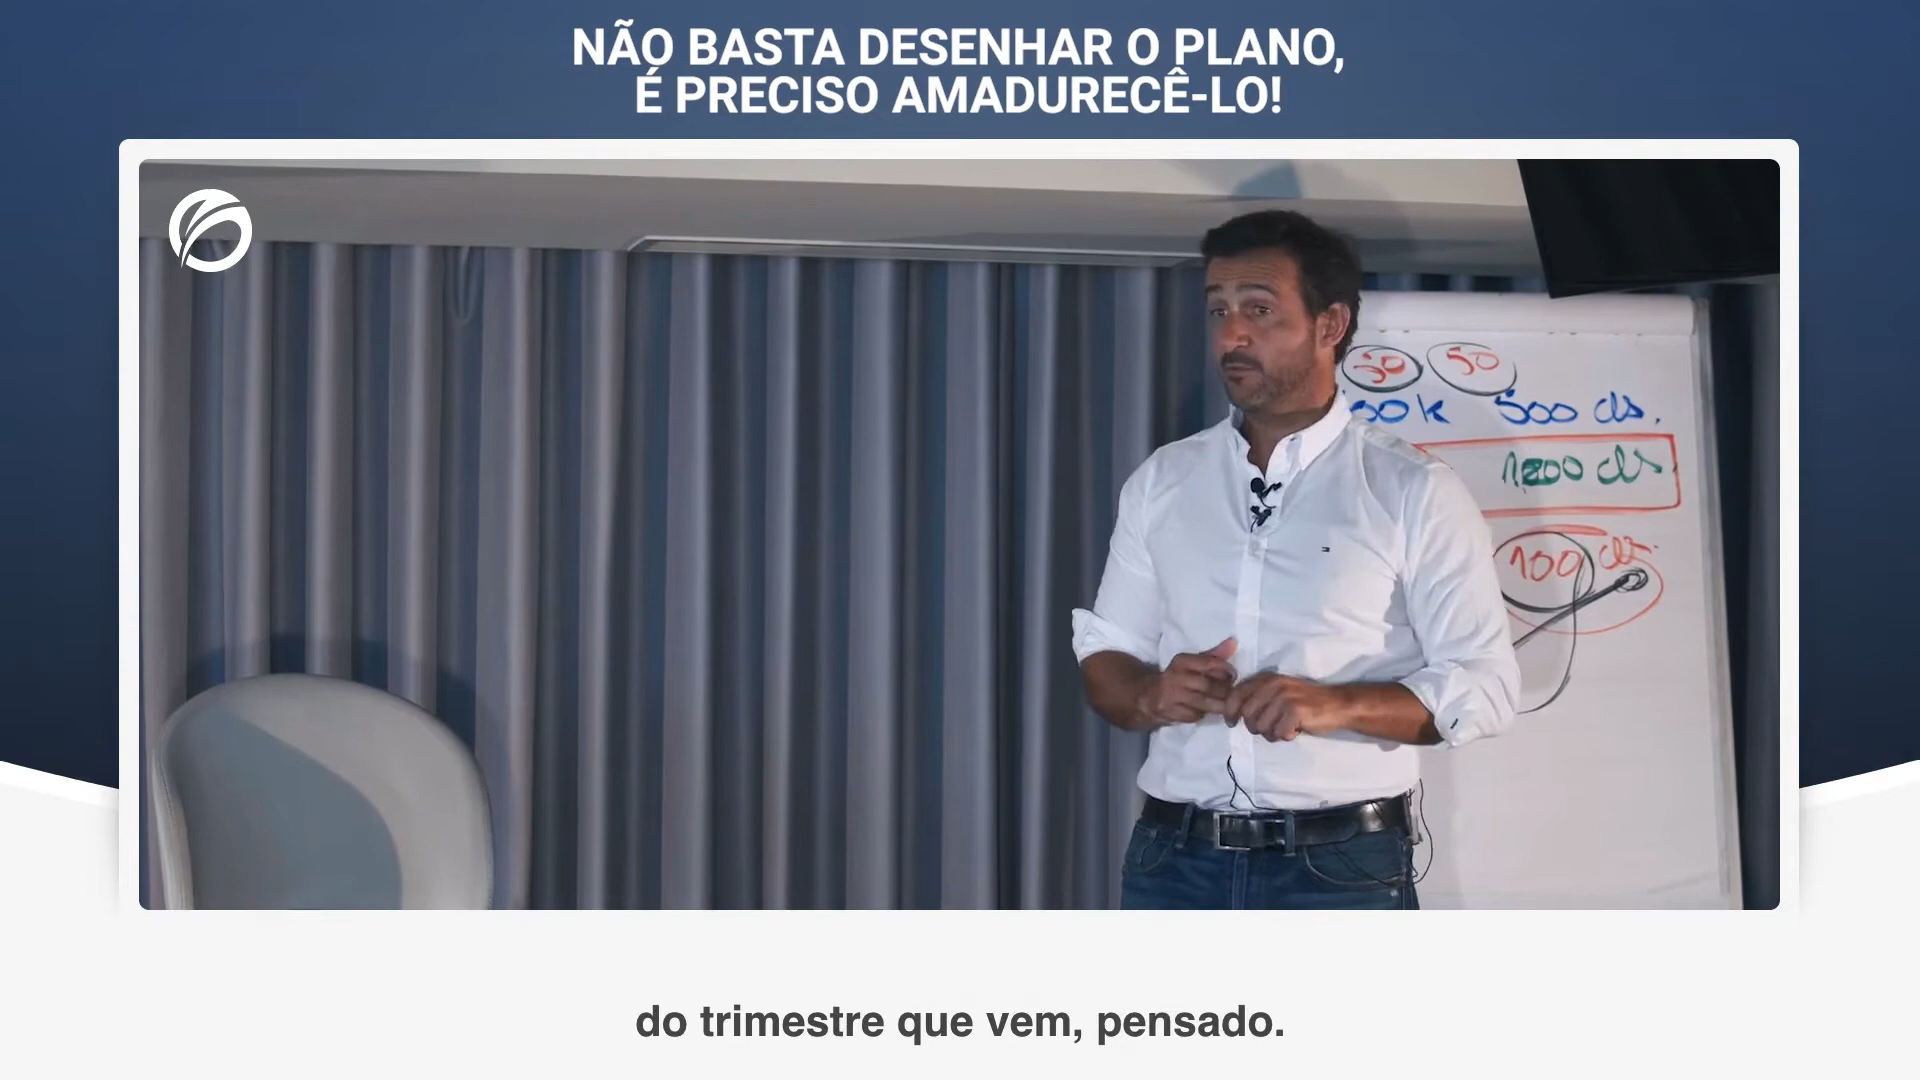 NÃO BASTA DESENHAR O PLANO,
É PRECISO AMADURECÊ-LO!
50 50
00k 500 cls.
cls
100 cls.
do trimestre que vem, pensado.